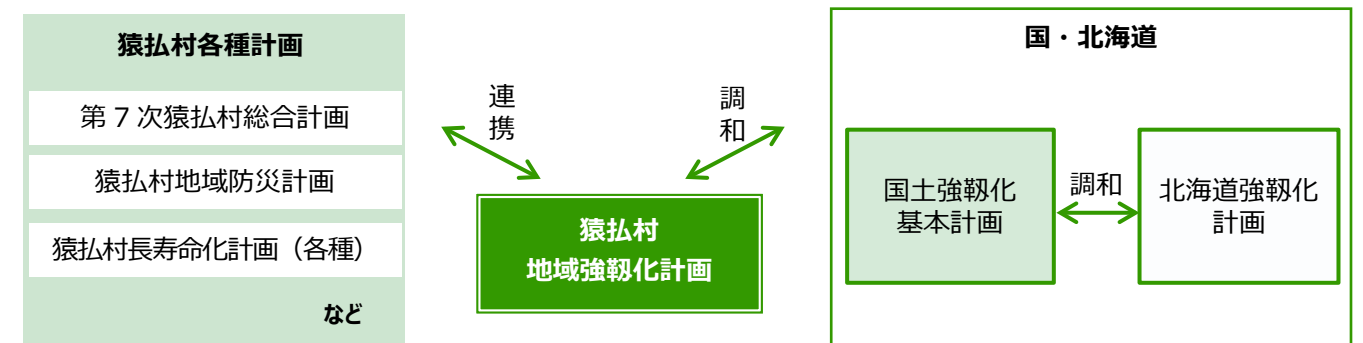 猿払村各種計画
第 7 次猿払村総合計画
猿払村地域防災計画
猿払村長寿命化計画（各種）
など
連携
調和
猿払村
地域強靱化計画
国・北海道
国土強靱化
基本計画
調和
北海道強靱化
計画